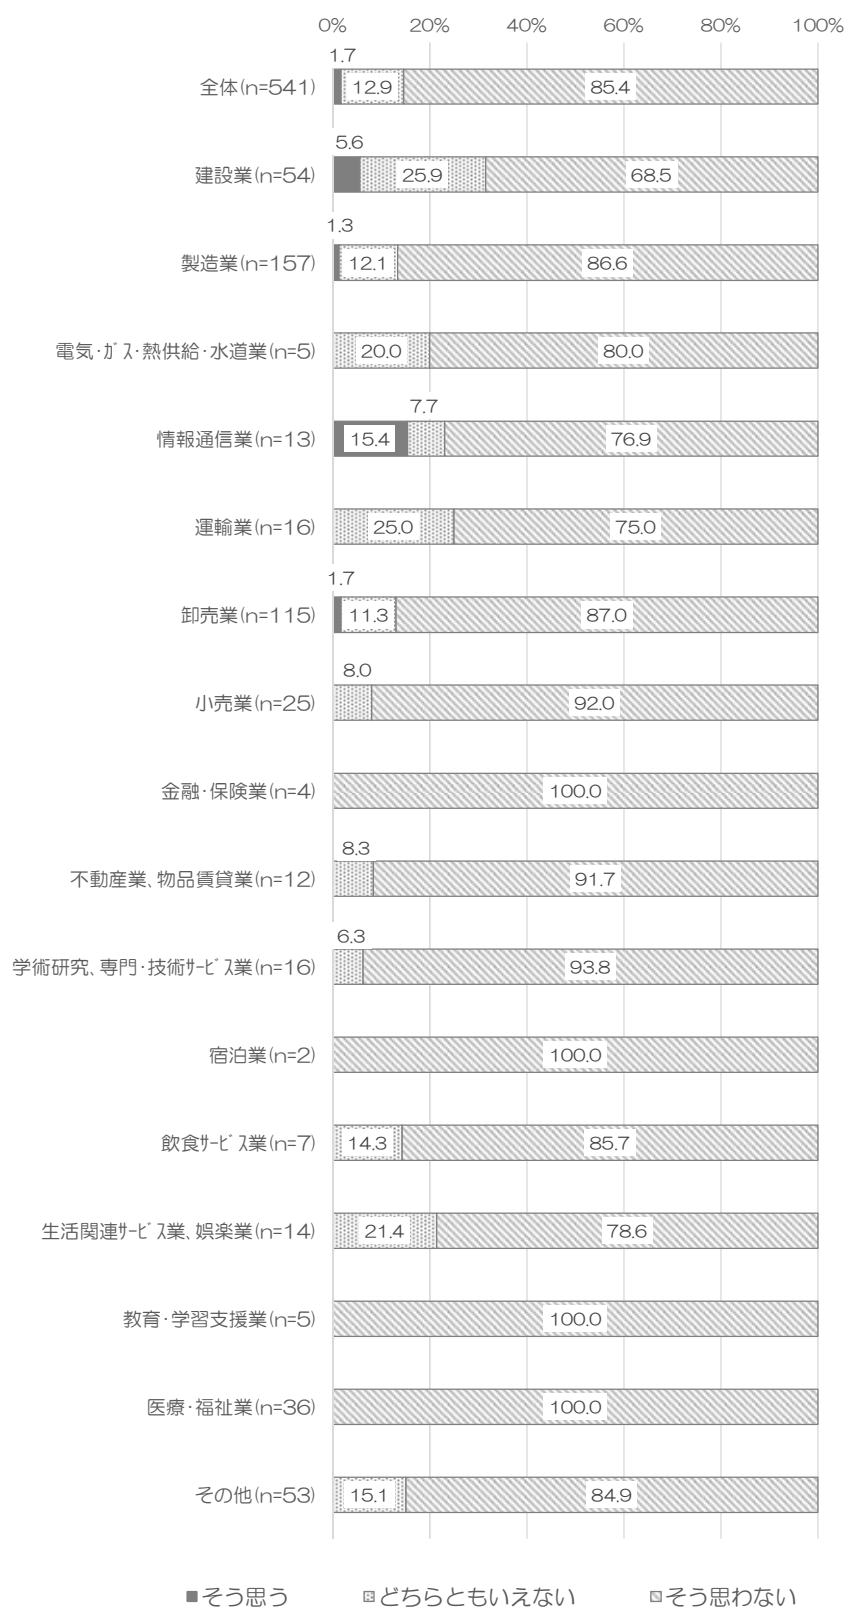 0% 20% 40% 60% 80% 100%
1.7
全体(n=541) 12.9 85.4
5.6
建設業(n=54) 25.9 68.5
1.3
製造業(n=157) 12.1 86.6
電気・ｶﾞｽ・熱供給・水道業(n=5) 20.0 80.0
7.7
情報通信業(n=13) 15.4 76.9
運輸業(n=16) 25.0 75.0
1.7
卸売業(n=115) 11.3 87.0
8.0
小売業(n=25) 92.0
金融・保険業(n=4) 100.0
8.3
不動産業、物品賃貸業(n=12) 91.7
6.3
学術研究、専門・技術ｻｰﾋﾞｽ業(n=16) 93.8
宿泊業(n=2) 100.0
飲食ｻｰﾋﾞｽ業(n=7) 14.3 85.7
生活関連ｻｰﾋﾞｽ業、娯楽業(n=14) 21.4 78.6
教育・学習支援業(n=5) 100.0
医療・福祉業(n=36) 100.0
その他(n=53) 15.1 84.9
そう思う どちらともいえない そう思わない